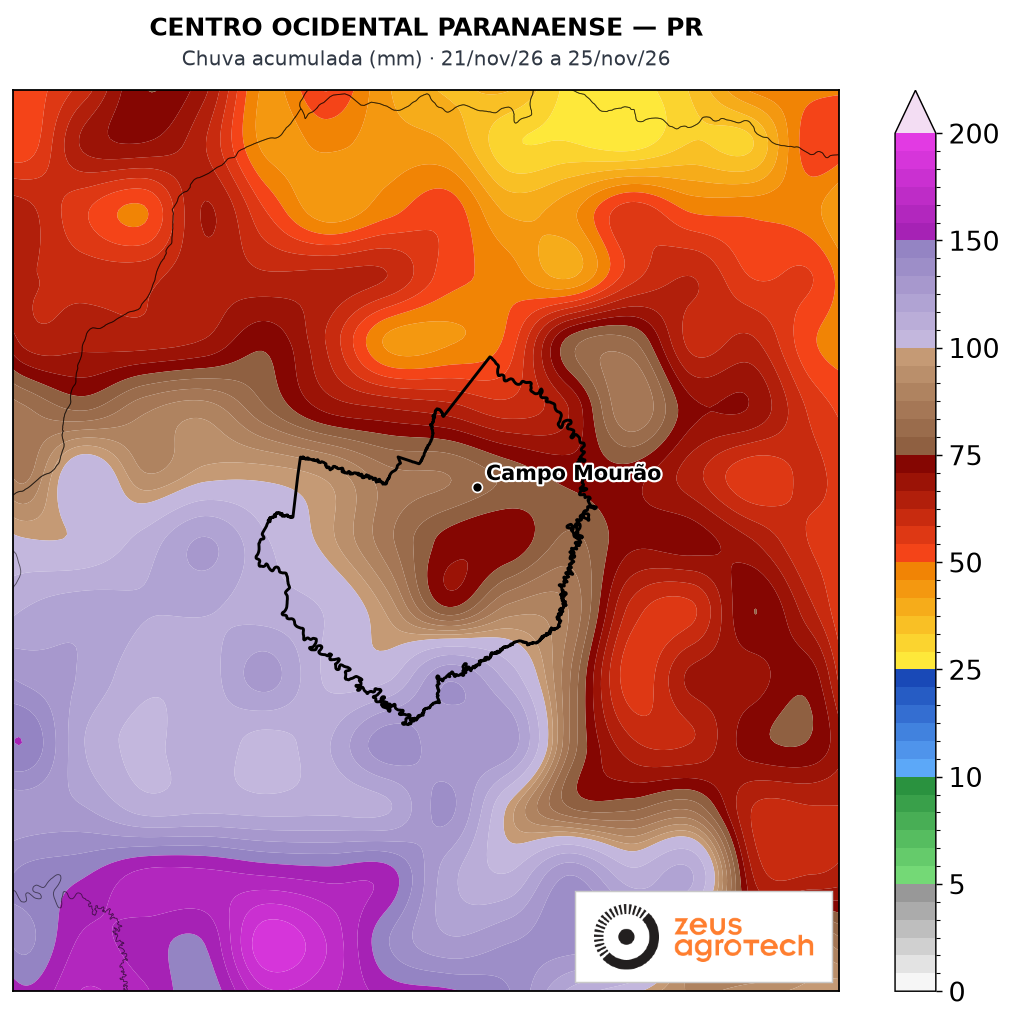 CENTRO OCIDENTAL PARANAENSE — PR
Chuva acumulada (mm) · 21/nov/26 a 25/nov/26
Campo Mourão
200
150
100
75
50
25
10
5
0
zeus
agrotech